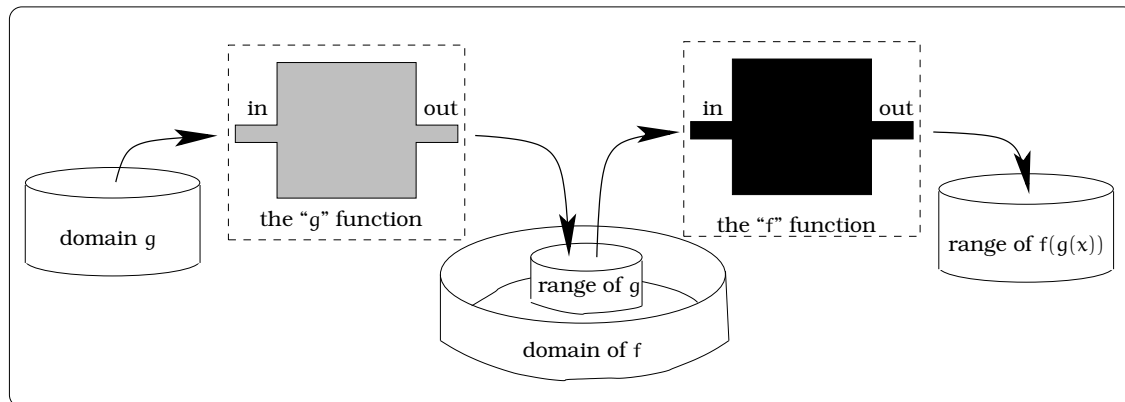 in
out
the “g” function
domain g
in
out
the “f” function
range of g
domain of f
range of f(g(x))